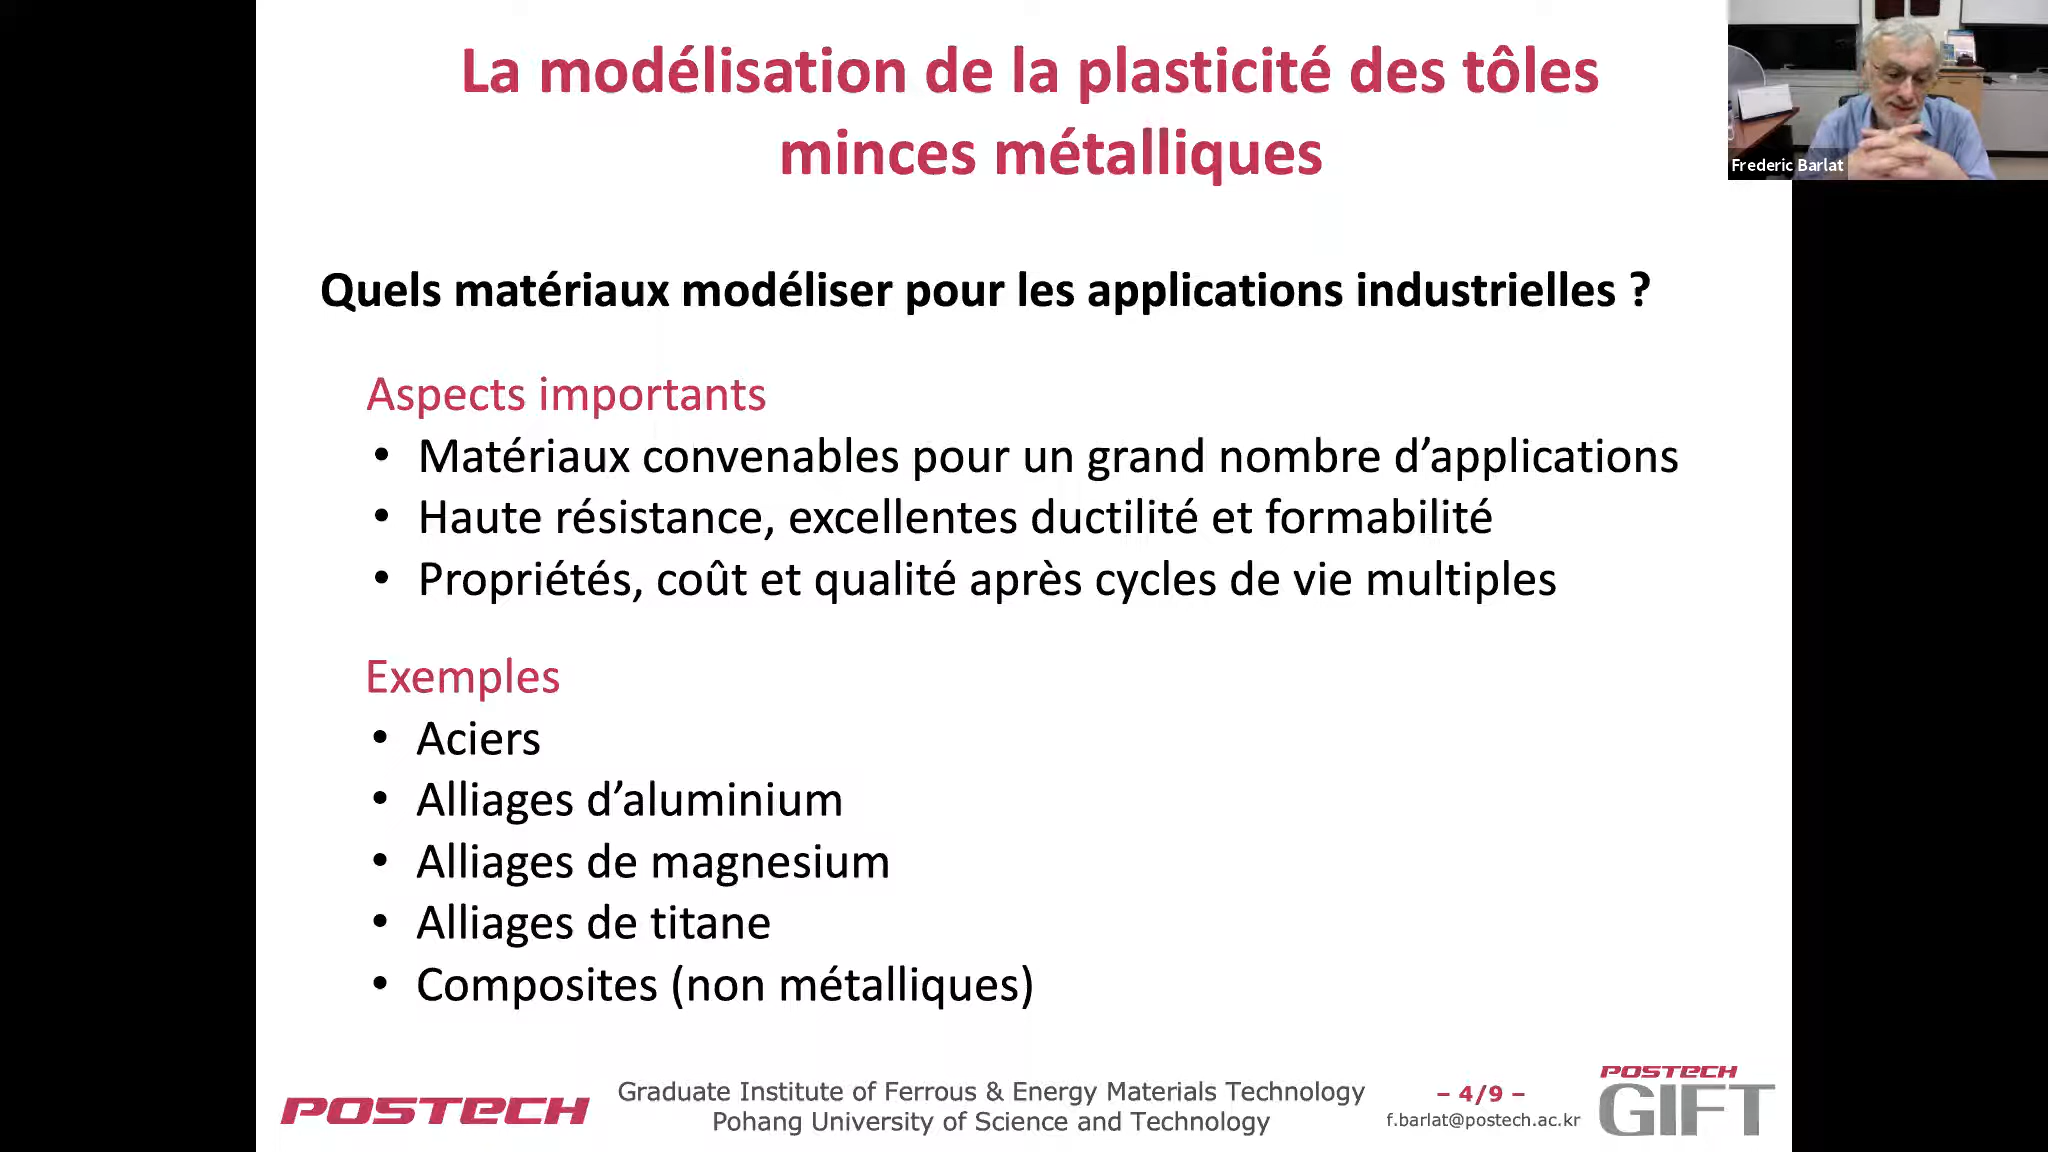 La modélisation de la plasticité des tôles
minces métalliques
Frederic Barlat
Quels matériaux modéliser pour les applications industrielles ?
Aspects importants
• Matériaux convenables pour un grand nombre d’applications
• Haute résistance, excellentes ductilité et formabilité
• Propriétés, coût et qualité après cycles de vie multiples
Exemples
• Aciers
• Alliages d’aluminium
• Alliages de magnesium
• Alliages de titane
• Composites (non métalliques)
POSTECH
Graduate Institute of Ferrous & Energy Materials Technology
Pohang University of Science and Technology
– 4/9 –
f.barlat@postech.ac.kr
POSTECH
GIFT